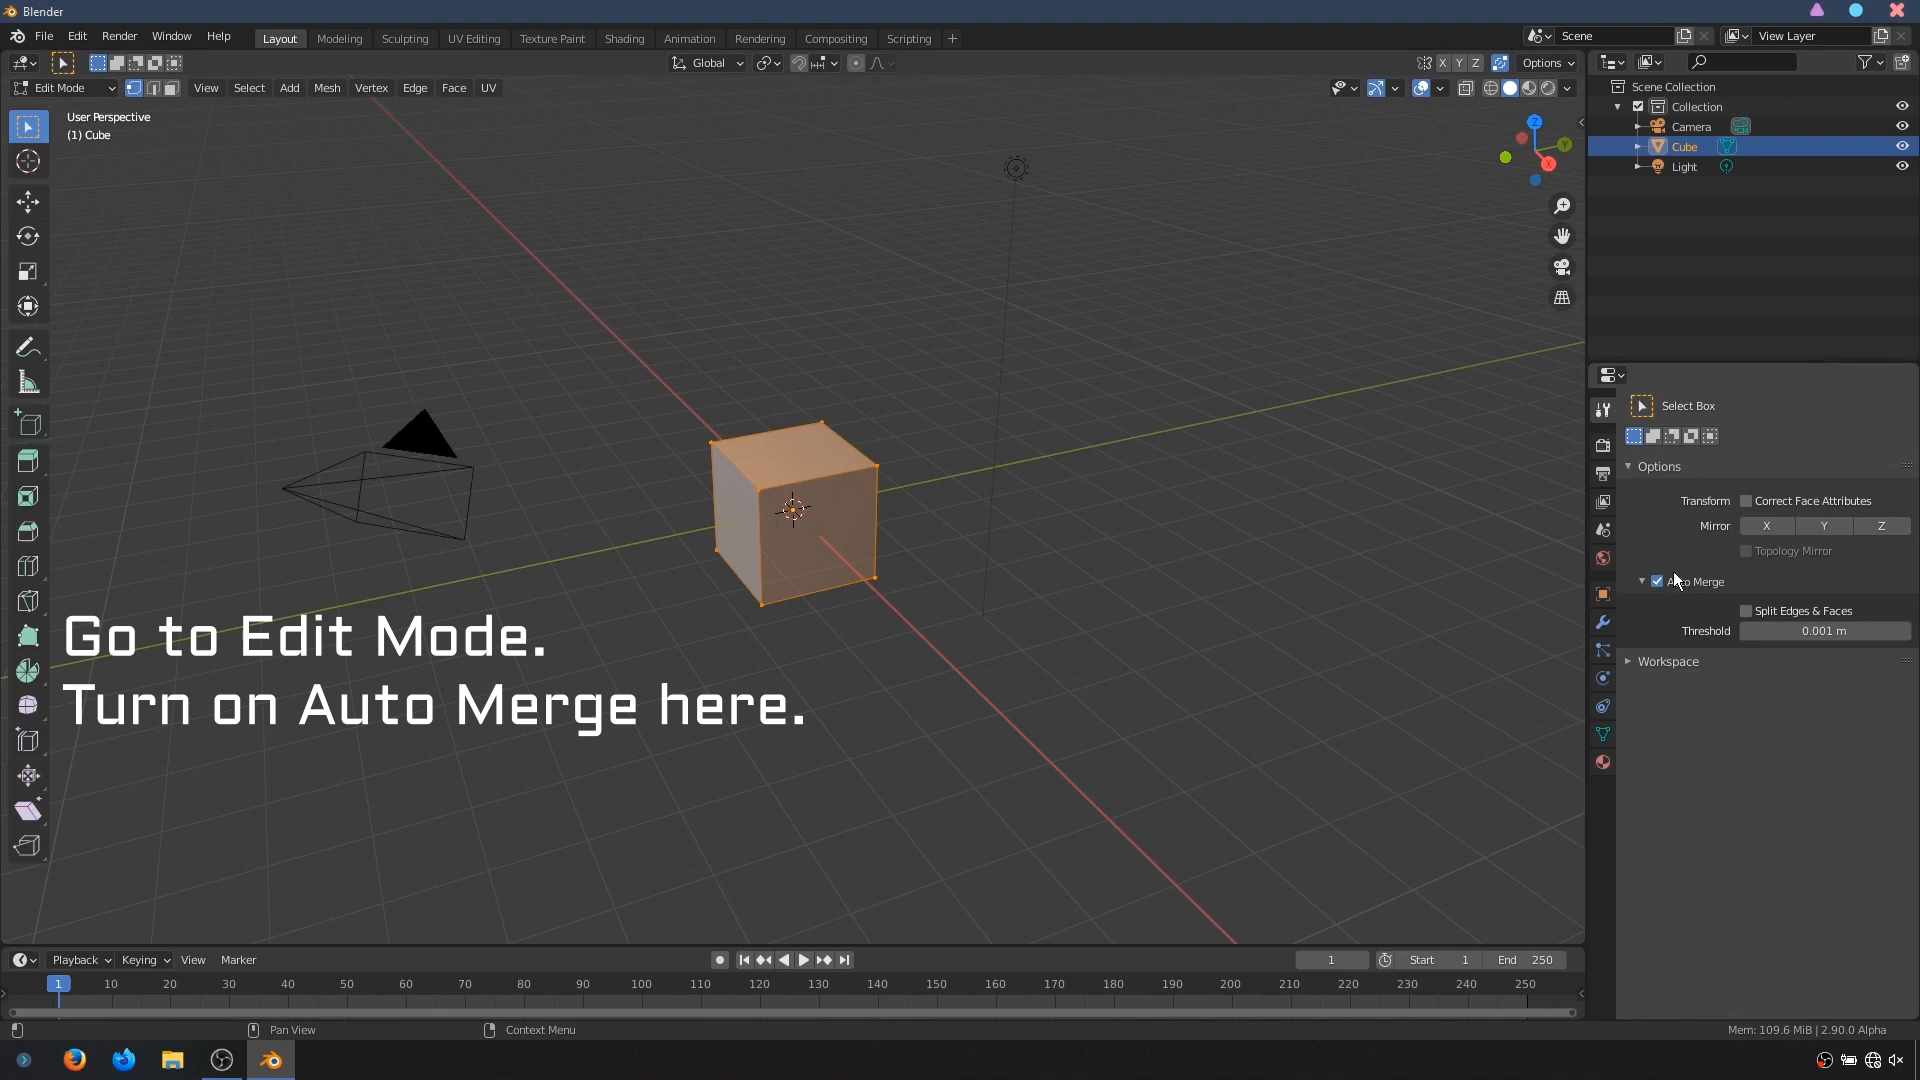 Blender
File Edit Render Window Help
Layout Modeling Sculpting UV Editing Texture Paint Shading Animation Rendering Compositing Scripting +
Scene
View Layer
Global
X Y Z
Options
Edit Mode
View Select Add Mesh Vertex Edge Face UV
User Perspective
(1) Cube
Z
Y
X
Scene Collection
Collection
Camera
Cube
Light
Select Box
Options
Transform Correct Face Attributes
Mirror X Y Z
Topology Mirror
Merge
Split Edges & Faces
Threshold 0.001 m
Workspace
Go to Edit Mode.
Turn on Auto Merge here.
Playback Keying View Marker
1
Start 1
End 250
1 10 20 30 40 50 60 70 80 90 100 110 120 130 140 150 160 170 180 190 200 210 220 230 240 250
Pan View
Context Menu
Mem: 109.6 MiB | 2.90.0 Alpha